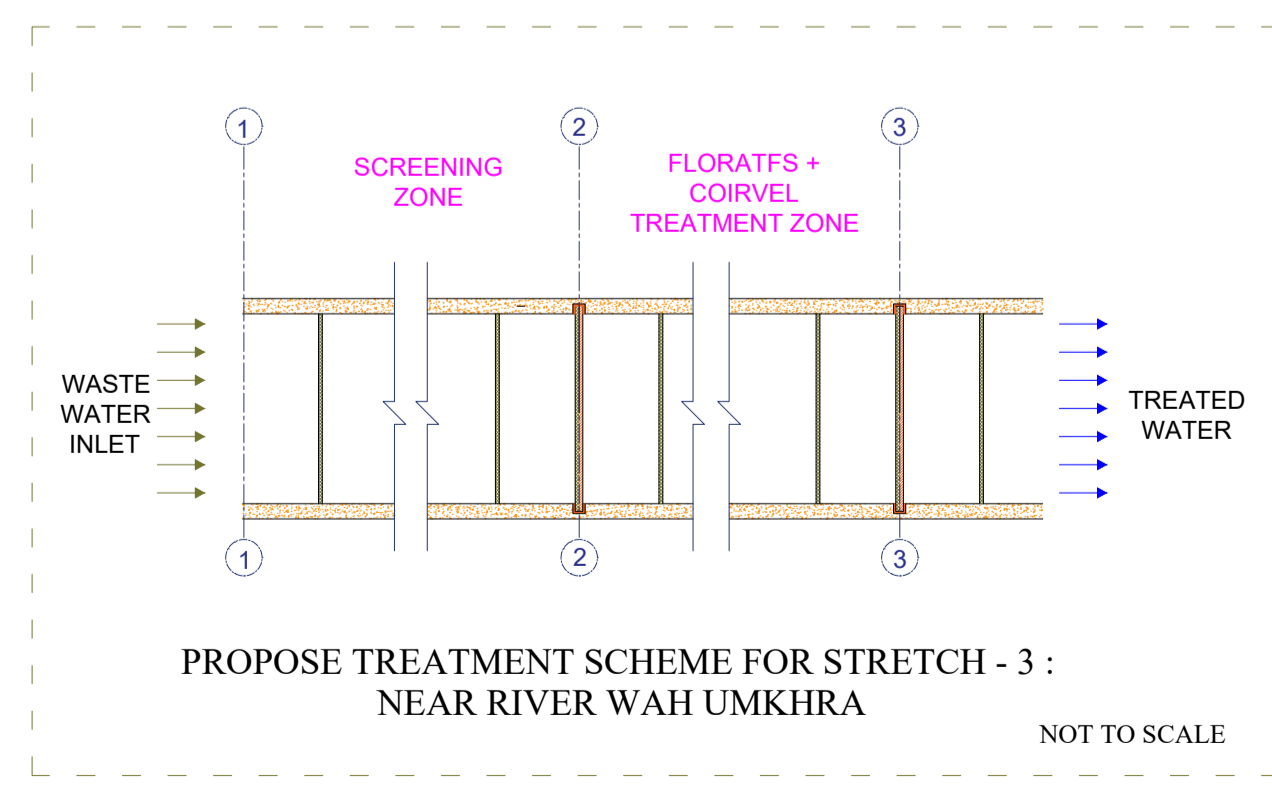 1
2
3
SCREENING
ZONE
FLORATFS +
COIRVEL
TREATMENT ZONE
WASTE
WATER
INLET
TREATED
WATER
1
2
3
PROPOSE TREATMENT SCHEME FOR STRETCH - 3 :
NEAR RIVER WAH UMKHRA
NOT TO SCALE